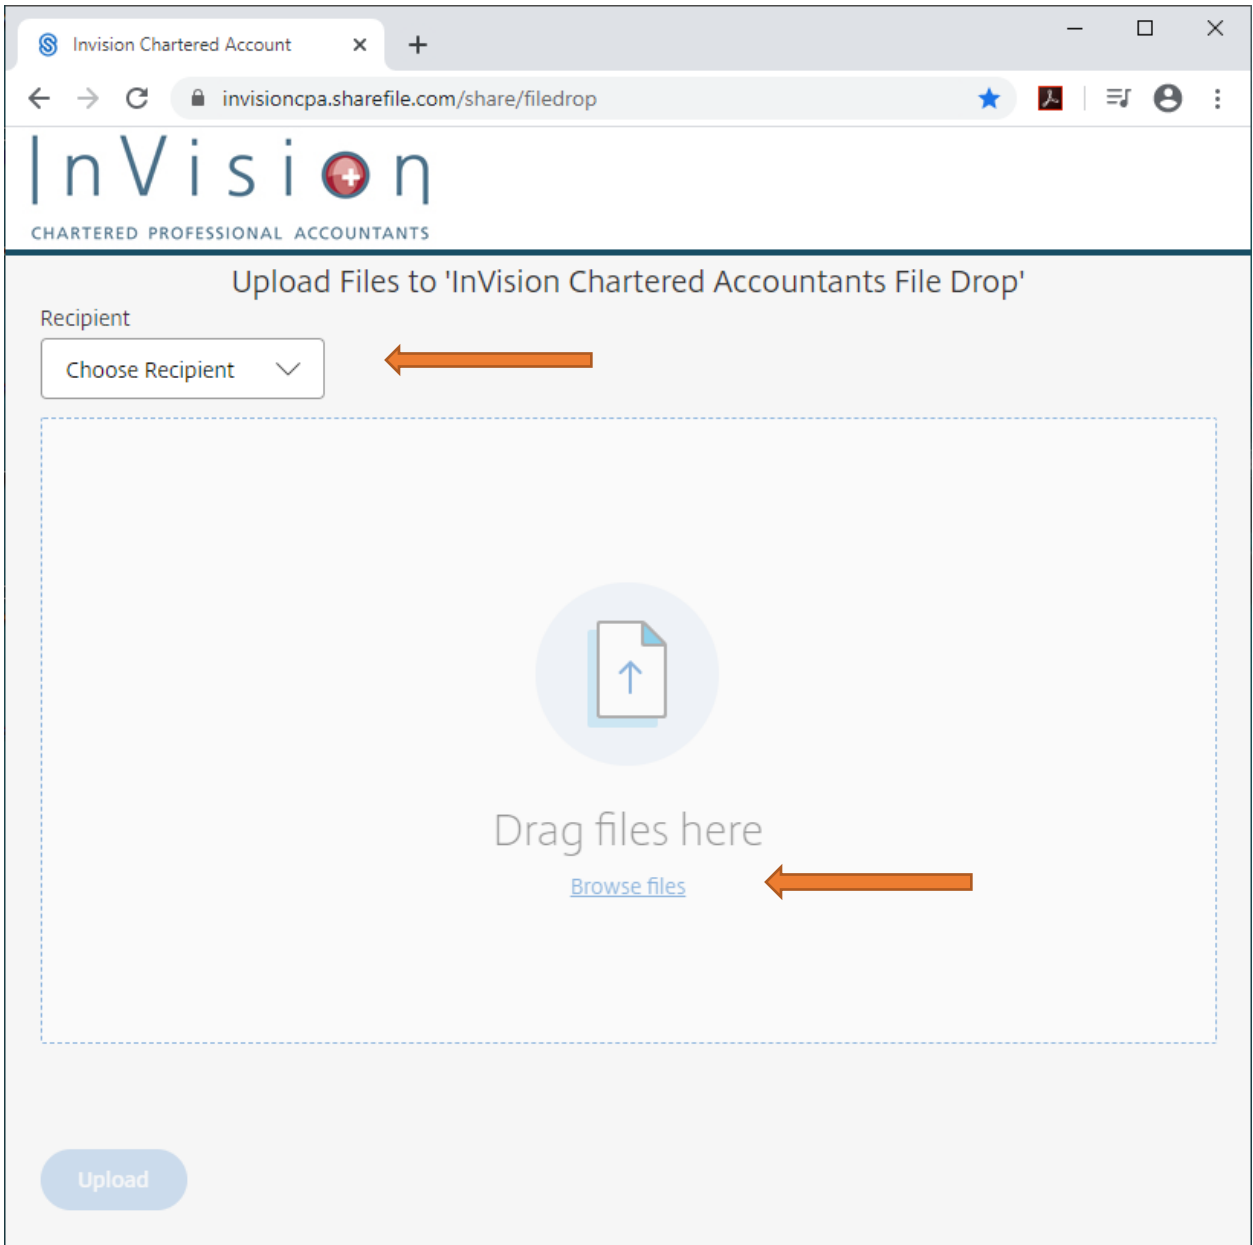 Invision Chartered Account
invisioncpa.sharefile.com/share/filedrop
InVision
CHARTERED PROFESSIONAL ACCOUNTANTS
Upload Files to 'InVision Chartered Accountants File Drop'
Recipient
Choose Recipient
Drag files here
Browse files
Upload